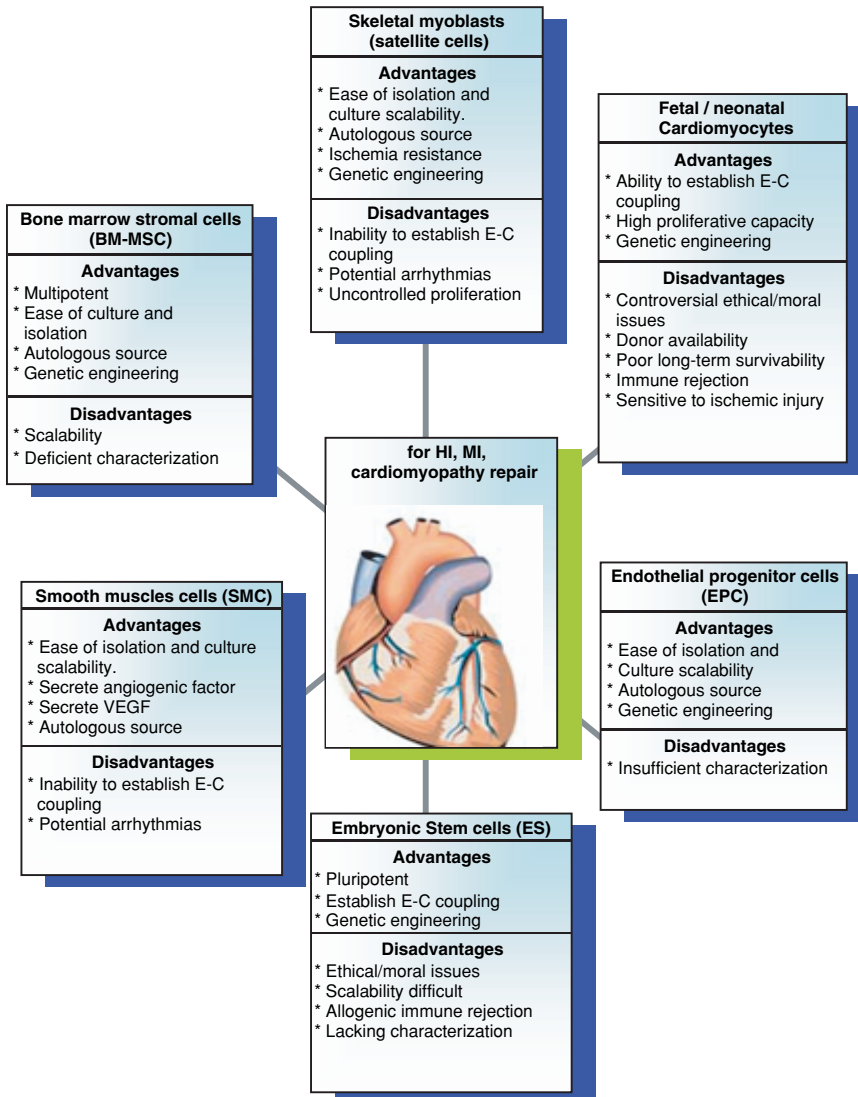 Skeletal myoblasts
(satellite cells)
Advantages
* Ease of isolation and
culture scalability.
* Autologous source
* Ischemia resistance
* Genetic engineering
Disadvantages
* Inability to establish E-C
coupling
* Potential arrhythmias
* Uncontrolled proliferation
Fetal / neonatal
Cardiomyocytes
Advantages
* Ability to establish E-C
coupling
* High proliferative capacity
* Genetic engineering
Disadvantages
* Controversial ethical/moral
issues
* Donor availability
* Poor long-term survivability
* Immune rejection
* Sensitive to ischemic injury
Bone marrow stromal cells
(BM-MSC)
Advantages
* Multipotent
* Ease of culture and
isolation
* Autologous source
* Genetic engineering
Disadvantages
* Scalability
* Deficient characterization
for HI, MI,
cardiomyopathy repair
Smooth muscles cells (SMC)
Advantages
* Ease of isolation and culture
scalability.
* Secrete angiogenic factor
* Secrete VEGF
* Autologous source
Disadvantages
* Inability to establish E-C
coupling
* Potential arrhythmias
Endothelial progenitor cells
(EPC)
Advantages
* Ease of isolation and
* Culture scalability
* Autologous source
* Genetic engineering
Disadvantages
* Insufficient characterization
Embryonic Stem cells (ES)
Advantages
* Pluripotent
* Establish E-C coupling
* Genetic engineering
Disadvantages
* Ethical/moral issues
* Scalability difficult
* Allogenic immune rejection
* Lacking characterization